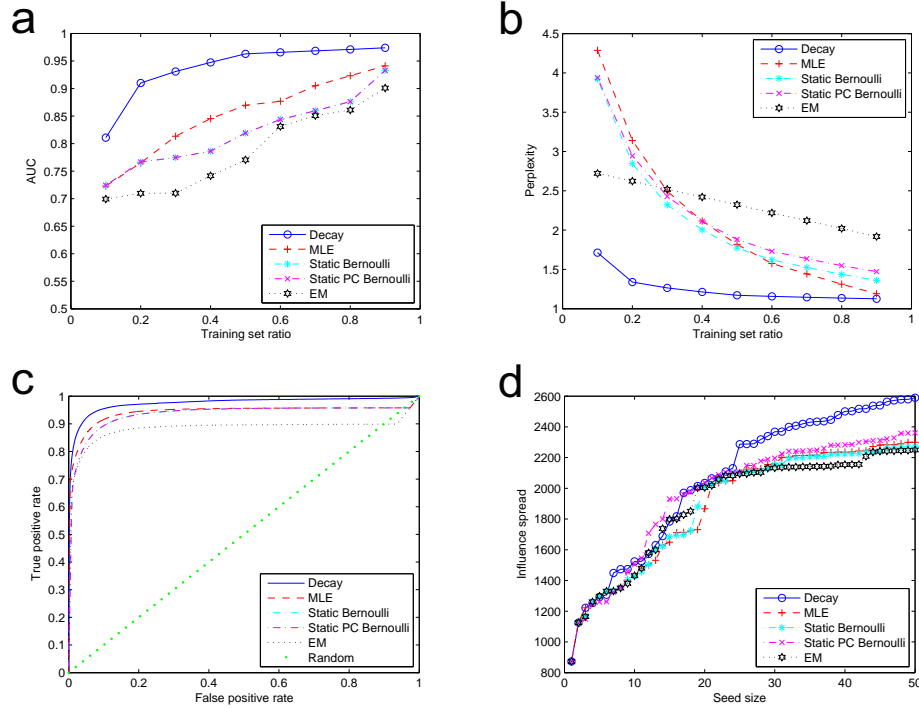 a
1
0.95
0.9
0.85
0.8
0.75
0.7
0.65
0.6
0.55
0.5
AUC
0
0.2
0.4
0.6
0.8
1
Training set ratio
Decay
MLE
Static Bernoulli
Static PC Bernoulli
EM
b
4.5
4
3.5
3
2.5
2
1.5
1
Perplexity
0
0.2
0.4
0.6
0.8
1
Training set ratio
Decay
MLE
Static Bernoulli
Static PC Bernoulli
EM
c
1
0.9
0.8
0.7
0.6
0.5
0.4
0.3
0.2
0.1
0
True positive rate
0
0.2
0.4
0.6
0.8
1
False positive rate
Decay
MLE
Static Bernoulli
Static PC Bernoulli
EM
Random
d
2600
2400
2200
2000
1800
1600
1400
1200
1000
800
Influence spread
0
10
20
30
40
50
Seed size
Decay
MLE
Static Bernoulli
Static PC Bernoulli
EM